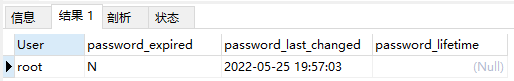 信息 结果 1 剖析 状态
User password_expired password_last_changed password_lifetime
root N 2022-05-25 19:57:03 (Null)